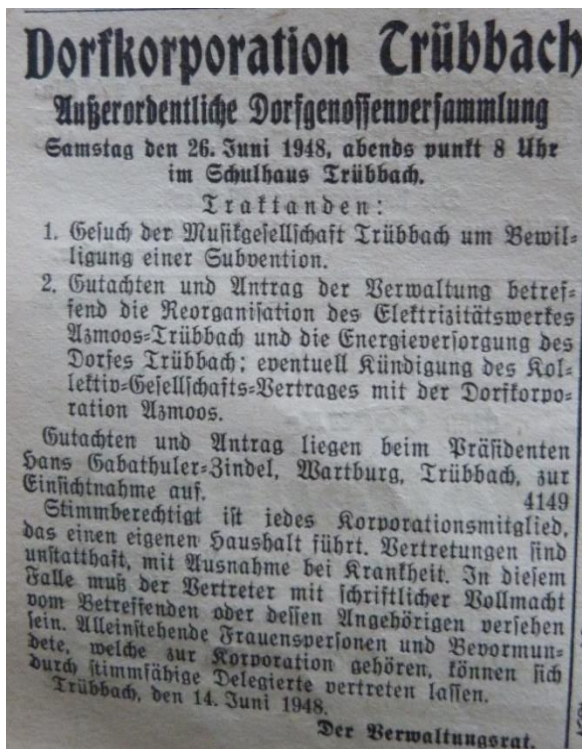 Dorfkorporation Trübbach
Außerordentliche Dorfgenossenversammlung
Samstag den 26. Juni 1948, abends punkt 8 Uhr
im Schulhaus Trübbach.
Traktanden:
1. Gesuch der Musikgesellschaft Trübbach um Bewil-
ligung einer Subvention.
2. Gutachten und Antrag der Verwaltung betref-
fend die Reorganisation des Elektrizitätswerkes
Azmoos-Trübbach und die Energieversorgung des
Dorfes Trübbach; eventuell Kündigung des Kol-
lektiv-Gesellschafts-Vertrages mit der Dorfkorpo-
ration Azmoos.
Gutachten und Antrag liegen beim Präsidenten
Hans Gabathuler-Zindel, Wartburg, Trübbach, zur
Einsichtnahme auf. 4149
Stimmberechtigt ist jedes Korporationsmitglied,
das einen eigenen Haushalt führt. Vertretungen sind
unstatthaft, mit Ausnahme bei Krankheit. In diesem
Falle muß der Vertreter mit schriftlicher Vollmacht
vom Betreffenden oder dessen Angehörigen versehen
sein. Alleinstehende Frauenspersonen und Bevormun-
dete, welche zur Korporation gehören, können sich
durch stimmfähige Delegierte vertreten lassen.
Trübbach, den 14. Juni 1948.
Der Verwaltungsrat.